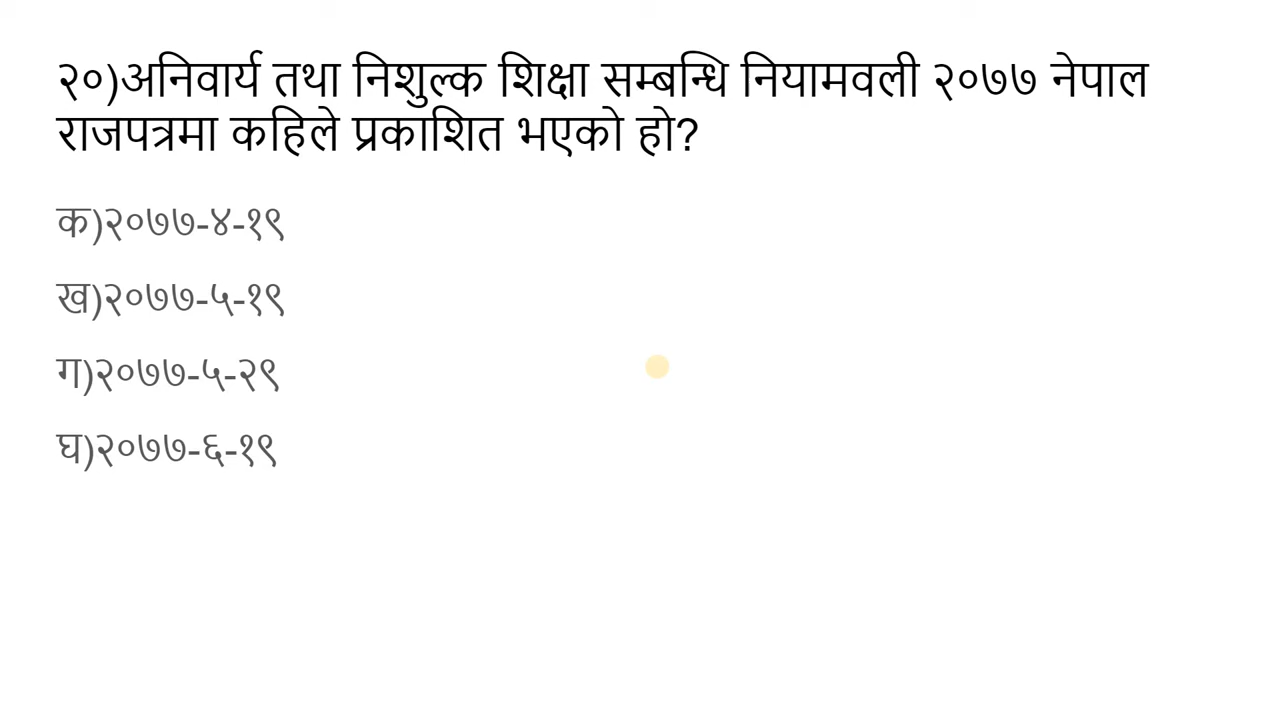 २०)अनिवार्य तथा निशुल्क शिक्षा सम्बन्धि नियामवली २०७७ नेपाल
राजपत्रमा कहिले प्रकाशित भएको हो?
क)२०७७-४-१९
ख)२०७७-५-१९
ग)२०७७-५-२९
घ)२०७७-६-१९